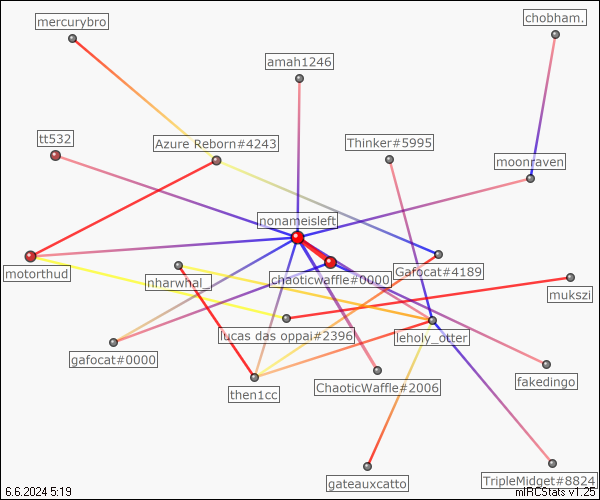 mercurybro
chobham.
amah1246
tt532
Azure Reborn#4243
Thinker#5995
moonraven
nonameisleft
motorthud
nharwhal_
chaoticwaffle#0000
Gafocat#4189
mukszi
lucas das oppai#2396
leholy_otter
gafocat#0000
then1cc
ChaoticWaffle#2006
fakedingo
gateauxcatto
TripleMidget#8824
6.6.2024 5:19
mIRCStats v1.25